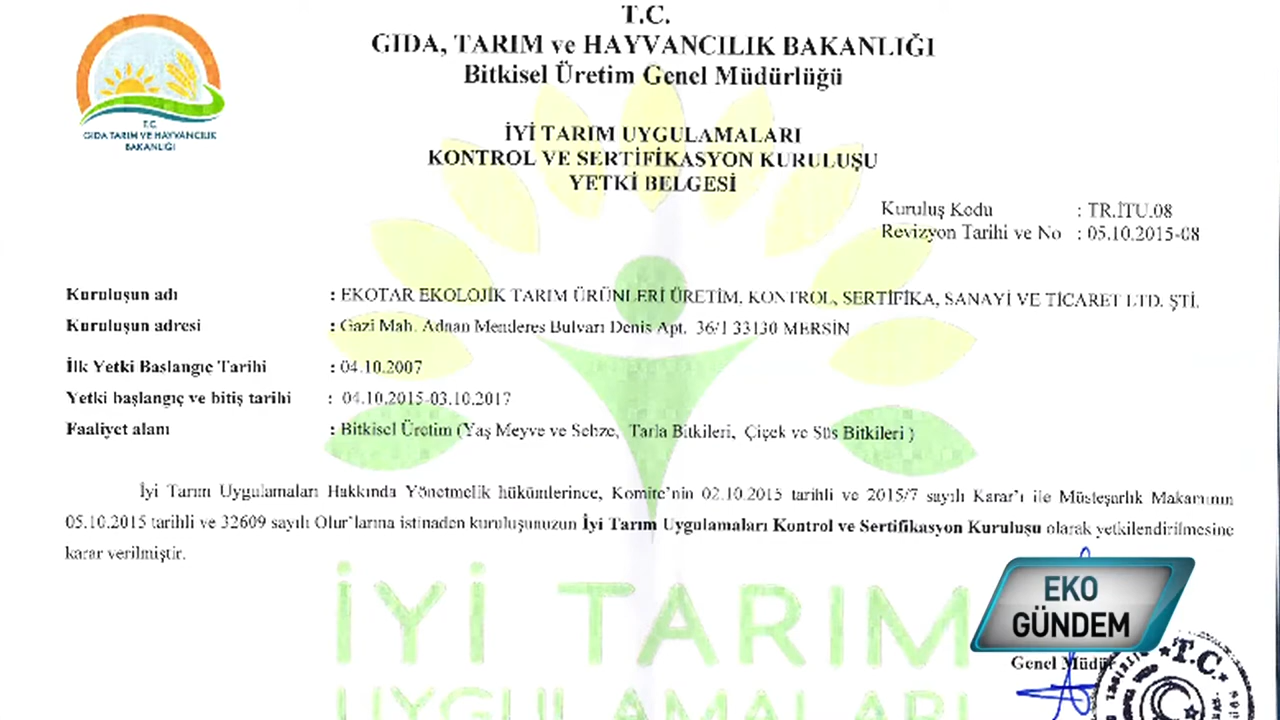 T.C.
GIDA, TARIM ve HAYVANCILIK BAKANLIĞI
Bitkisel Üretim Genel Müdürlüğü
T.C.
GIDA TARIM VE HAYVANCILIK
BAKANLIĞI
İYİ TARIM UYGULAMALARI
KONTROL VE SERTİFİKASYON KURULUŞU
YETKİ BELGESİ
Kuruluş Kodu : TR.İTU.08
Revizyon Tarihi ve No : 05.10.2015-08
Kuruluşun adı : EKOTAR EKOLOJİK TARIM ÜRÜNLERİ ÜRETİM, KONTROL, SERTİFİKA, SANAYİ VE TİCARET LTD. ŞTİ.
Kuruluşun adresi : Gazi Mah. Adnan Menderes Bulvarı Denis Apt. 36/1 33130 MERSİN
İlk Yetki Baslangıç Tarihi : 04.10.2007
Yetki başlangıç ve bitiş tarihi : 04.10.2015-03.10.2017
Faaliyet alanı : Bitkisel Üretim (Yaş Meyve ve Sebze, Tarla Bitkileri, Çiçek ve Süs Bitkileri )
İyi Tarım Uygulamaları Hakkında Yönetmelik hükümlerince, Komite'nin 02.10.2015 tarihli ve 2015/7 sayılı Karar'ı ile Müsteşarlık Makamının
05.10.2015 tarihli ve 32609 sayılı Olur'larına istinaden kuruluşunuzun İyi Tarım Uygulamaları Kontrol ve Sertifikasyon Kuruluşu olarak yetkilendirilmesine
karar verilmiştir.
İYİ TARIM
UYGULAMALARI
EKO
GÜNDEM
Genel Müdür
T.C.